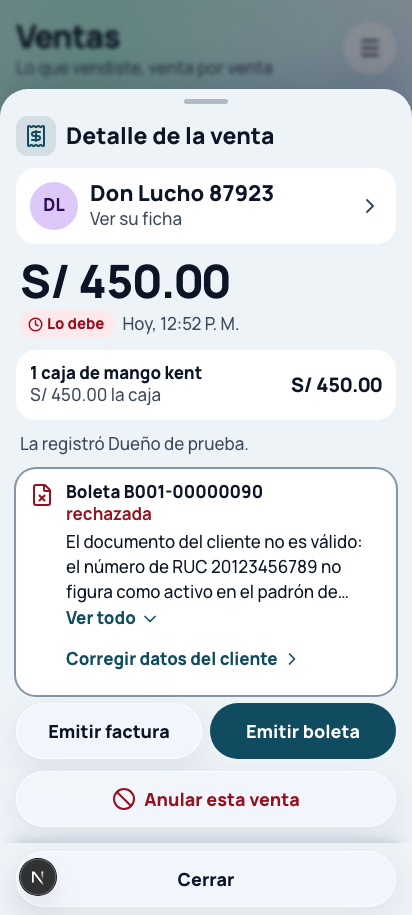 Ventas
Lo que vendiste, venta por venta
Detalle de la venta
DL
Don Lucho 87923
Ver su ficha
S/ 450.00
Lo debe
Hoy, 12:52 P. M.
1 caja de mango kent
S/ 450.00 la caja
S/ 450.00
La registró Dueño de prueba.
Boleta B001-00000090
rechazada
El documento del cliente no es válido:
el número de RUC 20123456789 no
figura como activo en el padrón de…
Ver todo
Corregir datos del cliente
Emitir factura
Emitir boleta
Anular esta venta
N
Cerrar